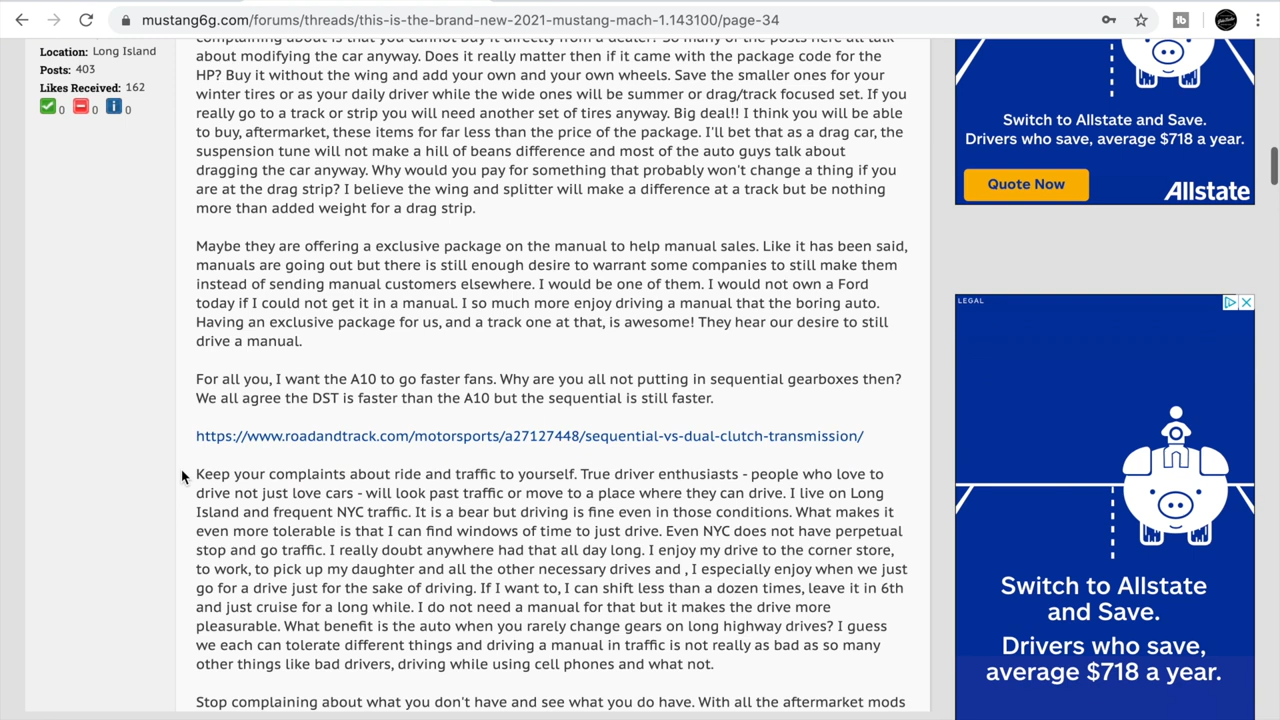 mustang6g.com/forums/threads/this-is-the-brand-new-2021-mustang-mach-1.143100/page-34
Location: Long Island
Posts: 403
Likes Received: 162
0 0 0
complaining about is that you cannot buy it directly from a dealer? So many of the posts here all talk
about modifying the car anyway. Does it really matter then if it came with the package code for the
HP? Buy it without the wing and add your own and your own wheels. Save the smaller ones for your
winter tires or as your daily driver while the wide ones will be summer or drag/track focused set. If you
really go to a track or strip you will need another set of tires anyway. Big deal!! I think you will be able
to buy, aftermarket, these items for far less than the price of the package. I'll bet that as a drag car, the
suspension tune will not make a hill of beans difference and most of the auto guys talk about
dragging the car anyway. Why would you pay for something that probably won't change a thing if you
are at the drag strip? I believe the wing and splitter will make a difference at a track but be nothing
more than added weight for a drag strip.
Maybe they are offering a exclusive package on the manual to help manual sales. Like it has been said,
manuals are going out but there is still enough desire to warrant some companies to still make them
instead of sending manual customers elsewhere. I would be one of them. I would not own a Ford
today if I could not get it in a manual. I so much more enjoy driving a manual that the boring auto.
Having an exclusive package for us, and a track one at that, is awesome! They hear our desire to still
drive a manual.
For all you, I want the A10 to go faster fans. Why are you all not putting in sequential gearboxes then?
We all agree the DST is faster than the A10 but the sequential is still faster.
https://www.roadandtrack.com/motorsports/a27127448/sequential-vs-dual-clutch-transmission/
Keep your complaints about ride and traffic to yourself. True driver enthusiasts - people who love to
drive not just love cars - will look past traffic or move to a place where they can drive. I live on Long
Island and frequent NYC traffic. It is a bear but driving is fine even in those conditions. What makes it
even more tolerable is that I can find windows of time to just drive. Even NYC does not have perpetual
stop and go traffic. I really doubt anywhere had that all day long. I enjoy my drive to the corner store,
to work, to pick up my daughter and all the other necessary drives and , I especially enjoy when we just
go for a drive just for the sake of driving. If I want to, I can shift less than a dozen times, leave it in 6th
and just cruise for a long while. I do not need a manual for that but it makes the drive more
pleasurable. What benefit is the auto when you rarely change gears on long highway drives? I guess
we each can tolerate different things and driving a manual in traffic is not really as bad as so many
other things like bad drivers, driving while using cell phones and what not.
Stop complaining about what you don't have and see what you do have. With all the aftermarket mods
Switch to Allstate and Save.
Drivers who save, average $718 a year.
Quote Now
Allstate
LEGAL
Switch to Allstate
and Save.
Drivers who save,
average $718 a year.